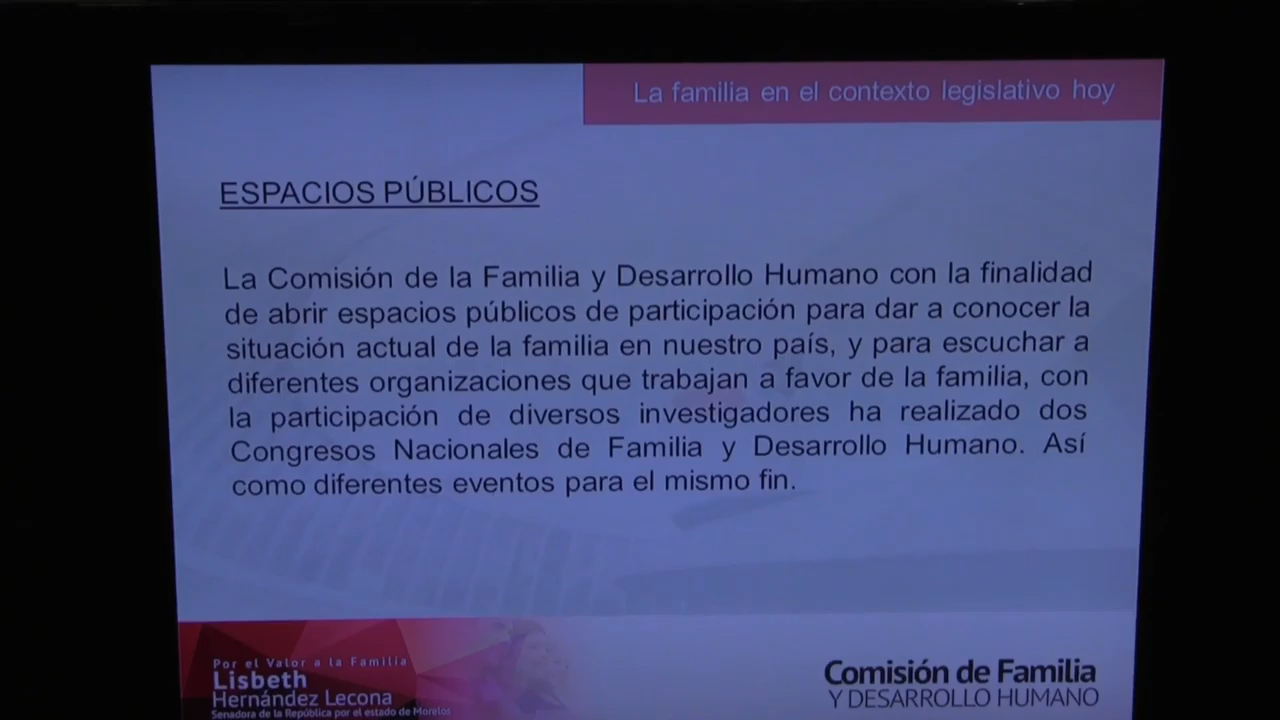 La familia en el contexto legislativo hoy
ESPACIOS PÚBLICOS
La Comisión de la Familia y Desarrollo Humano con la finalidad
de abrir espacios públicos de participación para dar a conocer la
situación actual de la familia en nuestro país, y para escuchar a
diferentes organizaciones que trabajan a favor de la familia, con
la participación de diversos investigadores ha realizado dos
Congresos Nacionales de Familia y Desarrollo Humano. Así
como diferentes eventos para el mismo fin.
Por el Valor a la Familia
Lisbeth
Hernández Lecona
Senadora de la República por el estado de Morelos
Comisión de Familia
Y DESARROLLO HUMANO